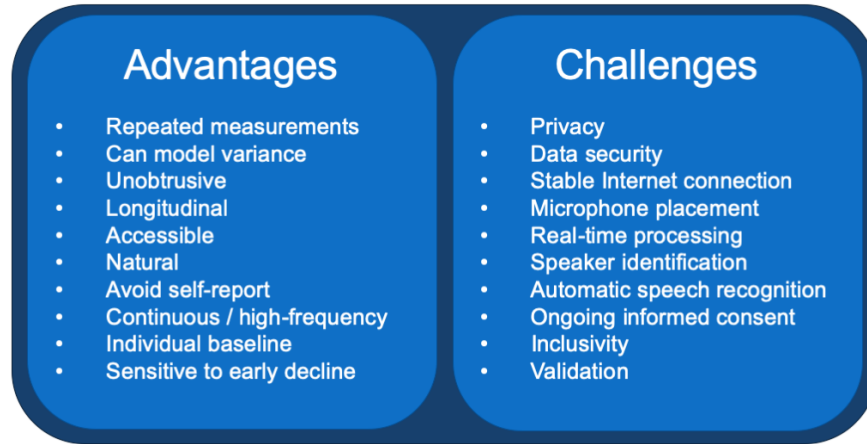 Advantages
• Repeated measurements
• Can model variance
• Unobtrusive
• Longitudinal
• Accessible
• Natural
• Avoid self-report
• Continuous / high-frequency
• Individual baseline
• Sensitive to early decline
Challenges
• Privacy
• Data security
• Stable Internet connection
• Microphone placement
• Real-time processing
• Speaker identification
• Automatic speech recognition
• Ongoing informed consent
• Inclusivity
• Validation